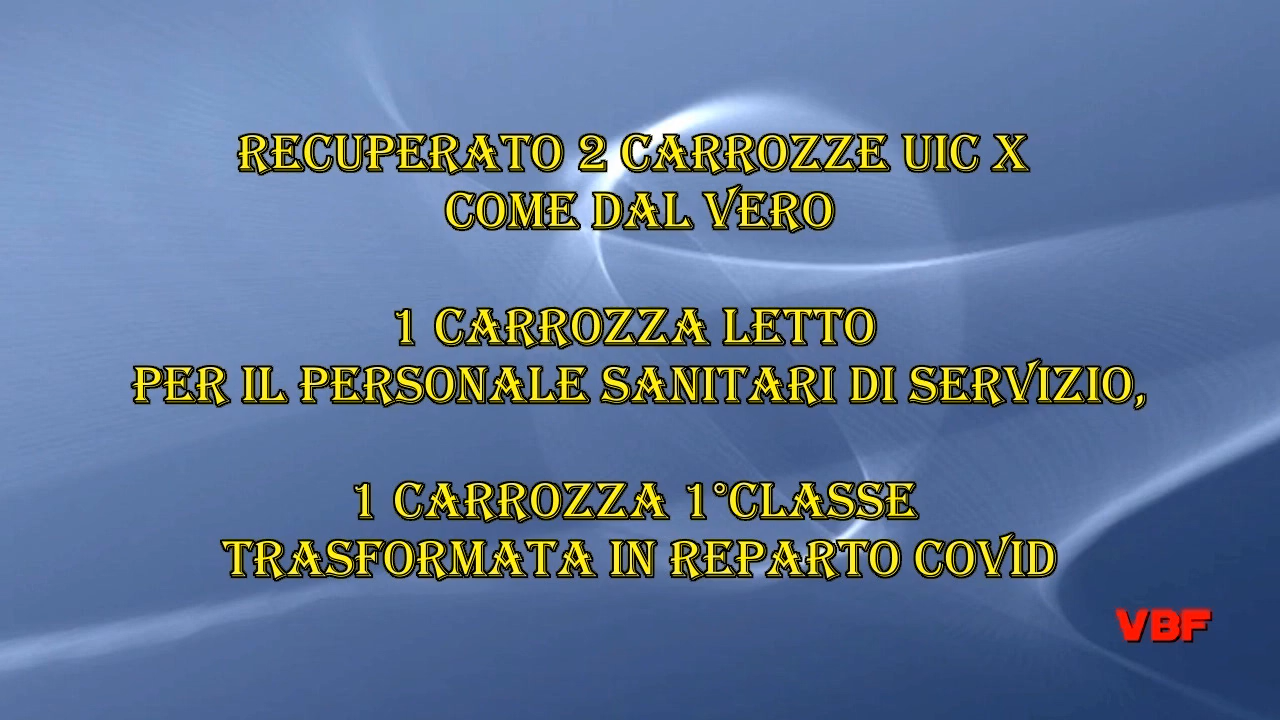 RECUPERATO 2 CARROZZE UIC X
COME DAL VERO
1 CARROZZA LETTO
PER IL PERSONALE SANITARI DI SERVIZIO,
1 CARROZZA 1°CLASSE
TRASFORMATA IN REPARTO COVID
VBF